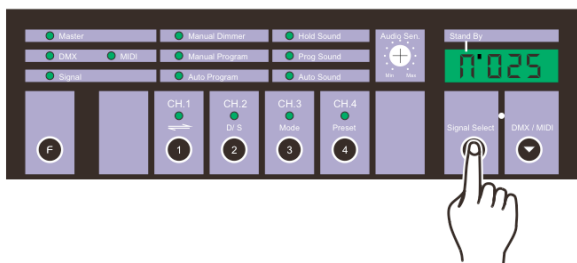 Master
Manual Dimmer
Hold Sound
Audio Sen.
Stand By
DMX
MIDI
Manual Program
Prog Sound
Signal
Auto Program
Auto Sound
Min
Max
n.025
CH.1
CH.2
CH.3
CH.4
D/ S
Mode
Preset
Signal Select
DMX / MIDI
F
1
2
3
4